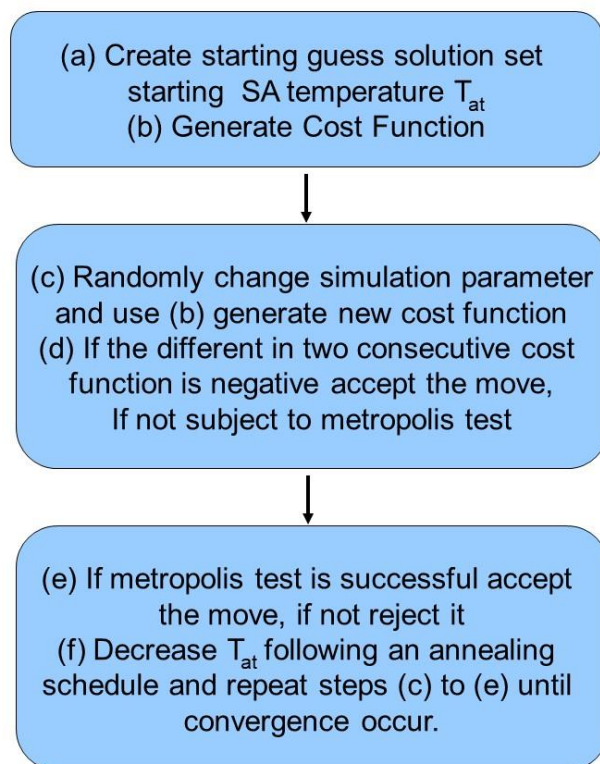 (a) Create starting guess solution set
starting SA temperature Tat
(b) Generate Cost Function
(c) Randomly change simulation parameter
and use (b) generate new cost function
(d) If the different in two consecutive cost
function is negative accept the move,
If not subject to metropolis test
(e) If metropolis test is successful accept
the move, if not reject it
(f) Decrease Tat following an annealing
schedule and repeat steps (c) to (e) until
convergence occur.